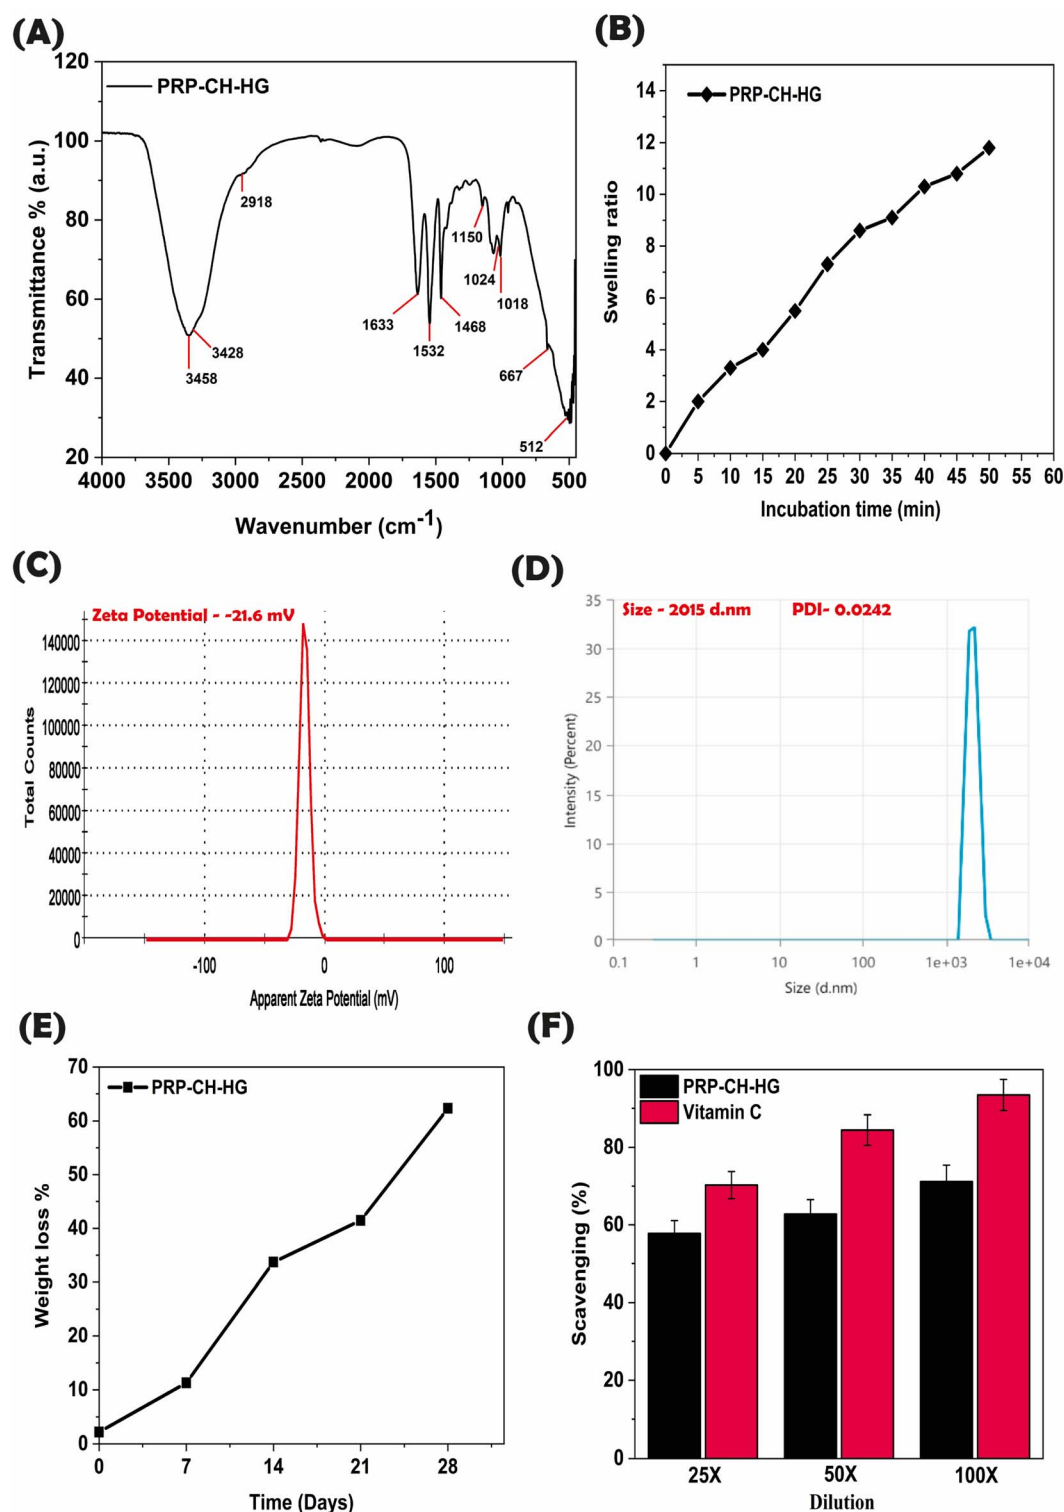 (A)
120
100
80
60
40
20
Transmittance % (a.u.)
PRP-CH-HG
2918
3428
3458
1633
1532
1468
1150
1024
1018
667
512
4000 3500 3000 2500 2000 1500 1000 500
Wavenumber (cm-1)
(B)
14
12
10
8
6
4
2
0
Swelling ratio
PRP-CH-HG
0 5 10 15 20 25 30 35 40 45 50 55 60
Incubation time (min)
(C)
Zeta Potential - -21.6 mV
140000
120000
100000
80000
60000
40000
20000
0
Total Counts
-100 0 100
Apparent Zeta Potential (mV)
(D)
Size - 2015 d.nm PDI- 0.0242
35
30
25
20
15
10
5
0
Intensity (Percent)
0.1 1 10 100 1e+03 1e+04
Size (d.nm)
(E)
70
60
50
40
30
20
10
0
Weight loss %
PRP-CH-HG
0 7 14 21 28
Time (Days)
(F)
100
80
60
40
20
0
Scavenging (%)
PRP-CH-HG
Vitamin C
25X 50X 100X
Dilution